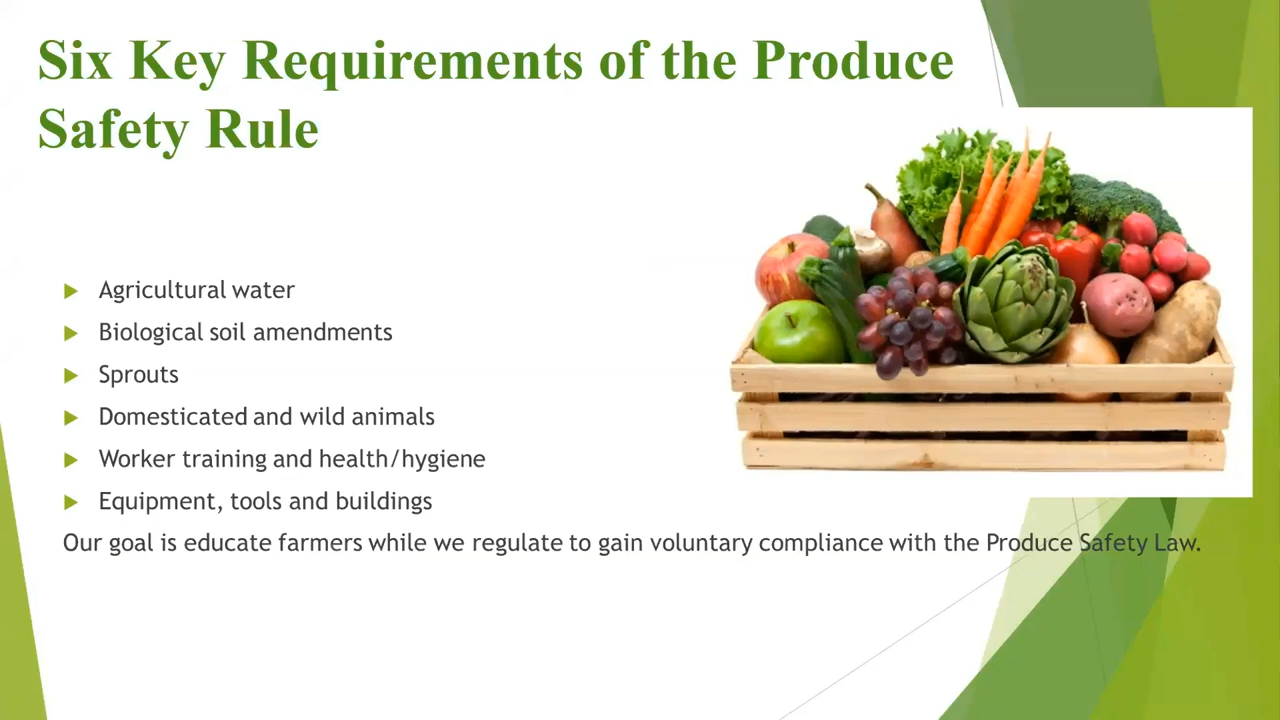 Six Key Requirements of the Produce
Safety Rule
Agricultural water
Biological soil amendments
Sprouts
Domesticated and wild animals
Worker training and health/hygiene
Equipment, tools and buildings
Our goal is educate farmers while we regulate to gain voluntary compliance with the Produce Safety Law.